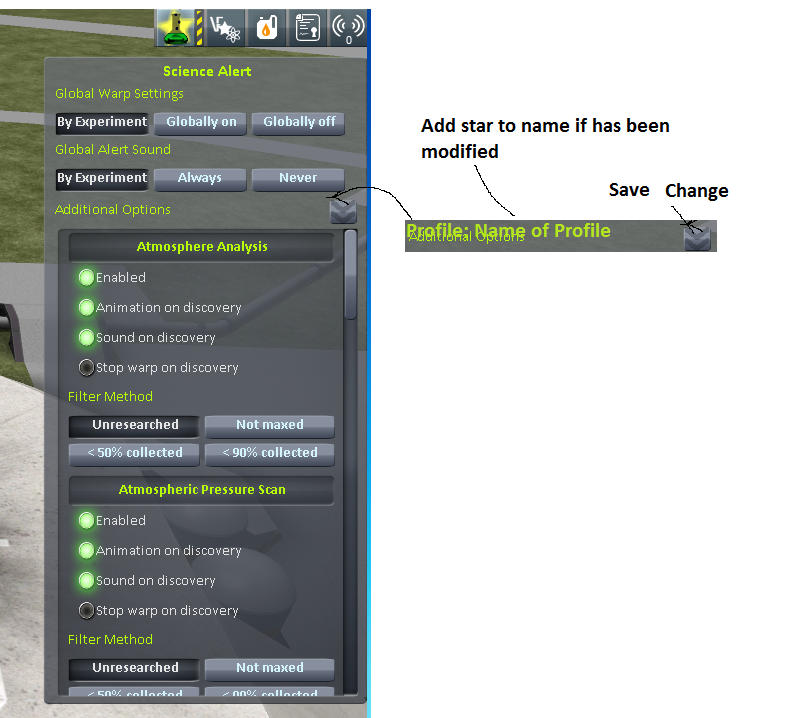 0
Science Alert
Global Warp Settings
By Experiment Globally on Globally off
Global Alert Sound
By Experiment Always Never
Additional Options
Atmosphere Analysis
Enabled
Animation on discovery
Sound on discovery
Stop warp on discovery
Filter Method
Unresearched Not maxed
< 50% collected < 90% collected
Atmospheric Pressure Scan
Enabled
Animation on discovery
Sound on discovery
Stop warp on discovery
Filter Method
Unresearched Not maxed
< 50% collected < 90% collected
Add star to name if has been
modified
Save Change
Profile: Name of Profile
Additional Options